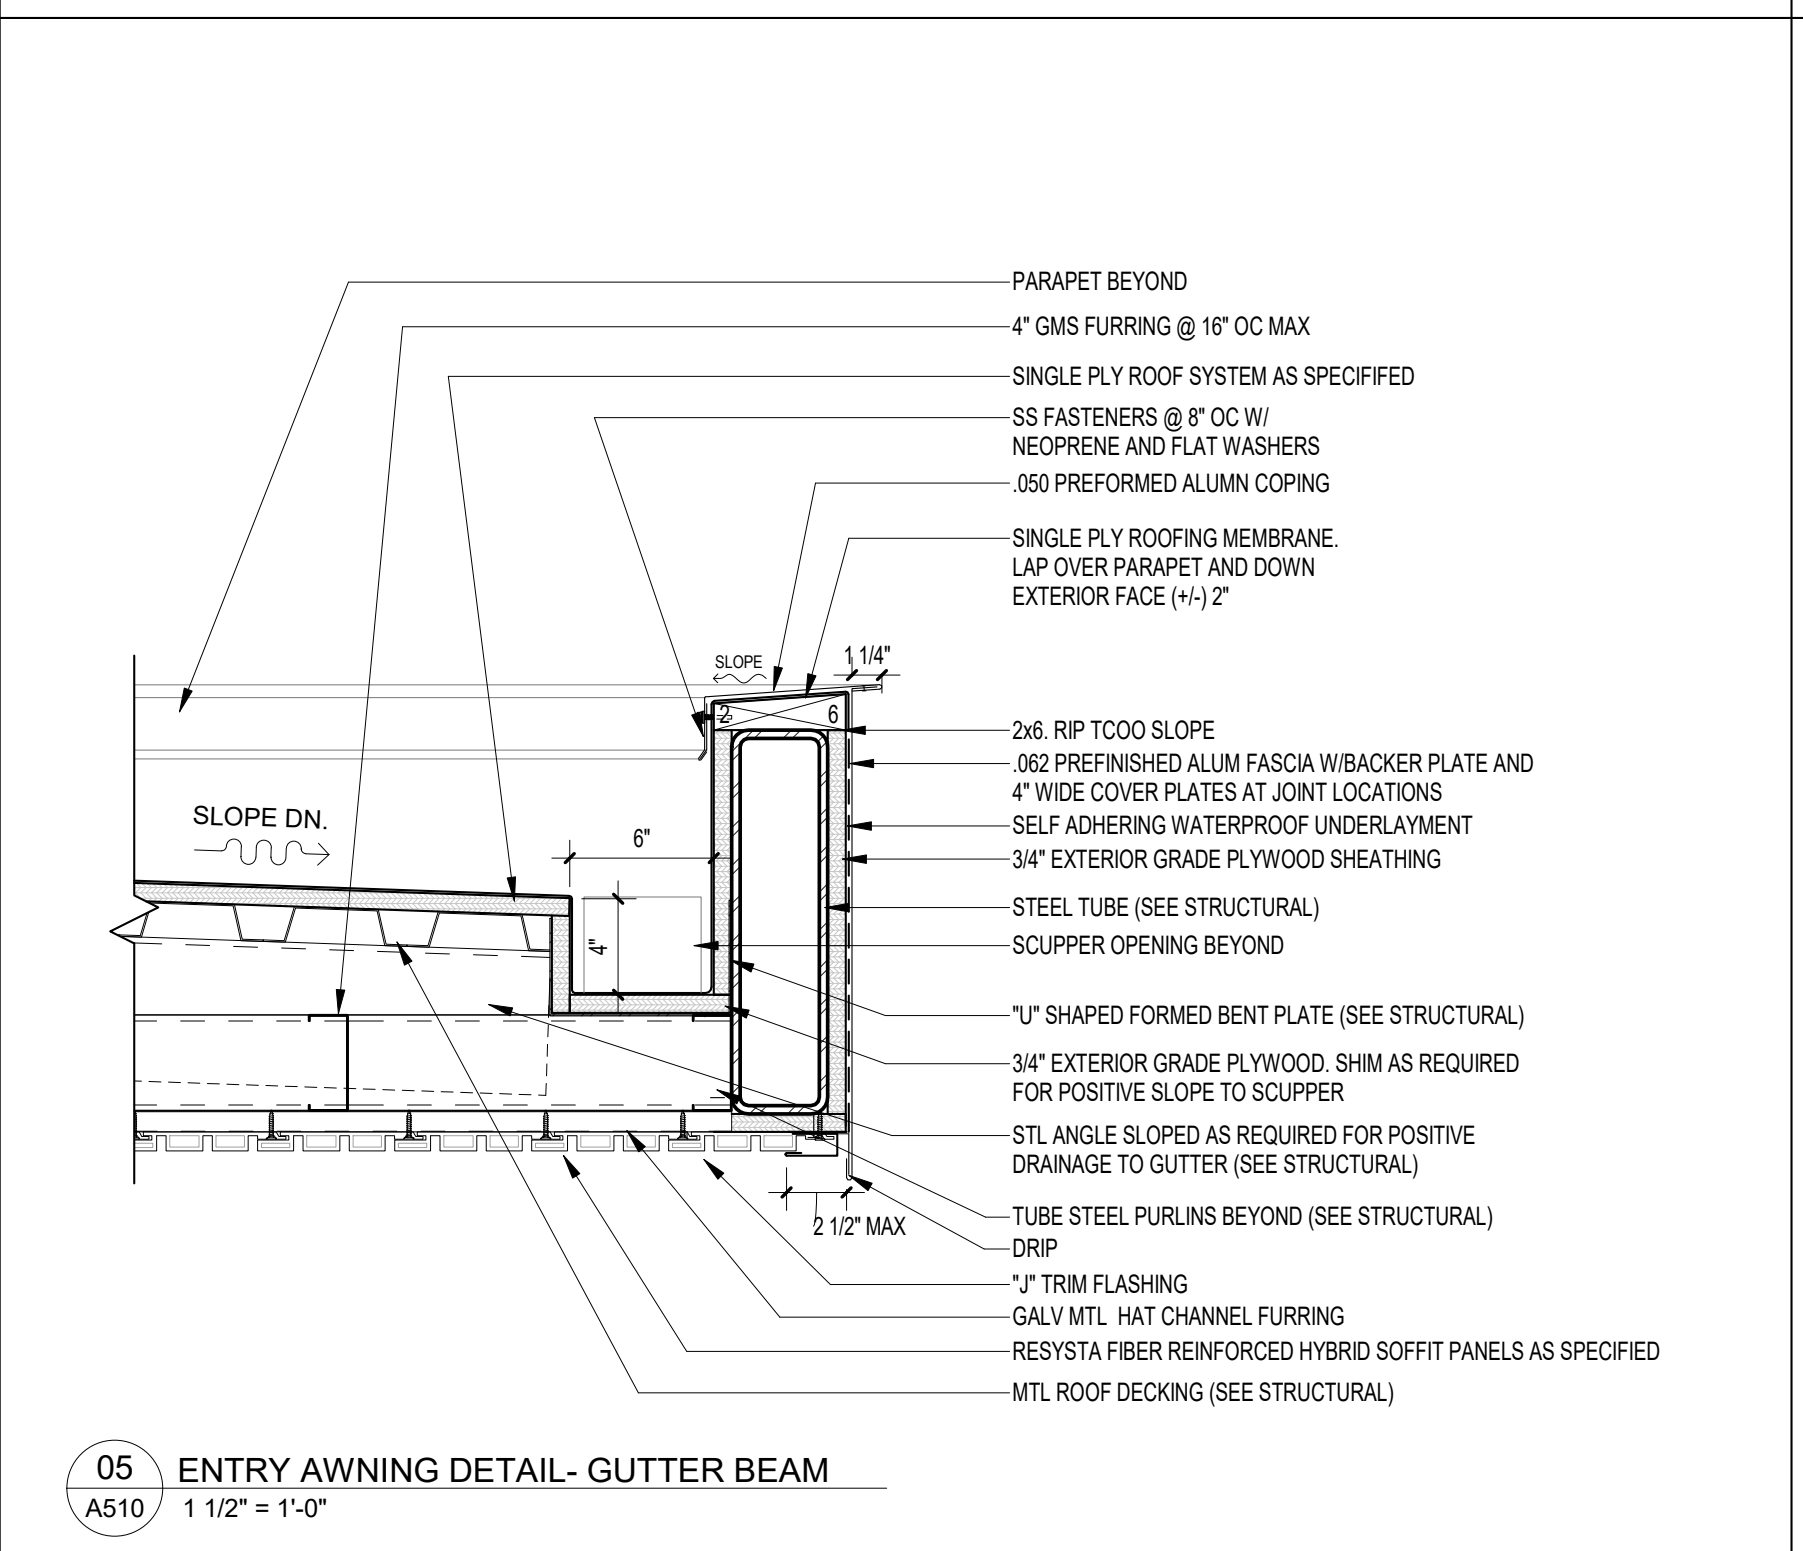 PARAPET BEYOND
4" GMS FURRING @ 16" OC MAX
SINGLE PLY ROOF SYSTEM AS SPECIFIFED
SS FASTENERS @ 8" OC W/
NEOPRENE AND FLAT WASHERS
.050 PREFORMED ALUMN COPING
SINGLE PLY ROOFING MEMBRANE.
LAP OVER PARAPET AND DOWN
EXTERIOR FACE (+/-) 2"
SLOPE
1 1/4"
2
6
2x6. RIP TCOO SLOPE
.062 PREFINISHED ALUM FASCIA W/BACKER PLATE AND
4" WIDE COVER PLATES AT JOINT LOCATIONS
SLOPE DN.
6"
SELF ADHERING WATERPROOF UNDERLAYMENT
3/4" EXTERIOR GRADE PLYWOOD SHEATHING
STEEL TUBE (SEE STRUCTURAL)
4"
SCUPPER OPENING BEYOND
"U" SHAPED FORMED BENT PLATE (SEE STRUCTURAL)
3/4" EXTERIOR GRADE PLYWOOD. SHIM AS REQUIRED
FOR POSITIVE SLOPE TO SCUPPER
STL ANGLE SLOPED AS REQUIRED FOR POSITIVE
DRAINAGE TO GUTTER (SEE STRUCTURAL)
TUBE STEEL PURLINS BEYOND (SEE STRUCTURAL)
2 1/2" MAX
DRIP
"J" TRIM FLASHING
GALV MTL HAT CHANNEL FURRING
RESYSTA FIBER REINFORCED HYBRID SOFFIT PANELS AS SPECIFIED
MTL ROOF DECKING (SEE STRUCTURAL)
05
ENTRY AWNING DETAIL- GUTTER BEAM
A510
1 1/2" = 1'-0"